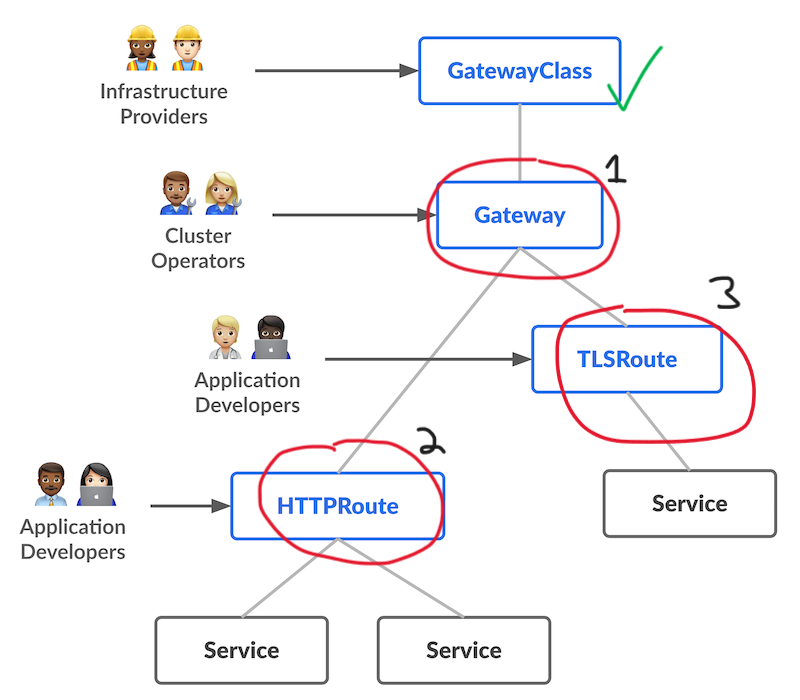 GatewayClass
Infrastructure
Providers
1
Gateway
Cluster
Operators
3
TLSRoute
Application
Developers
2
HTTPRoute
Service
Application
Developers
Service
Service